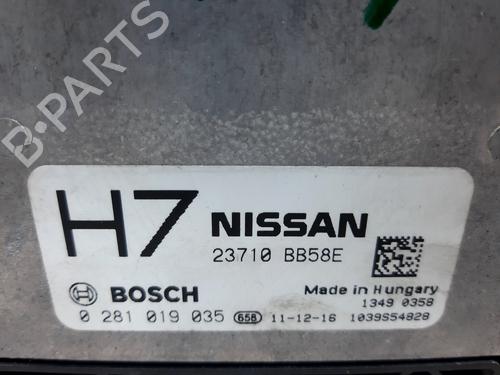 H7 NISSAN
23710 BB58E
BOSCH Made in Hungary
1349 0358
0 281 019 035 658 11-12-16 1039S54828
B-Parts